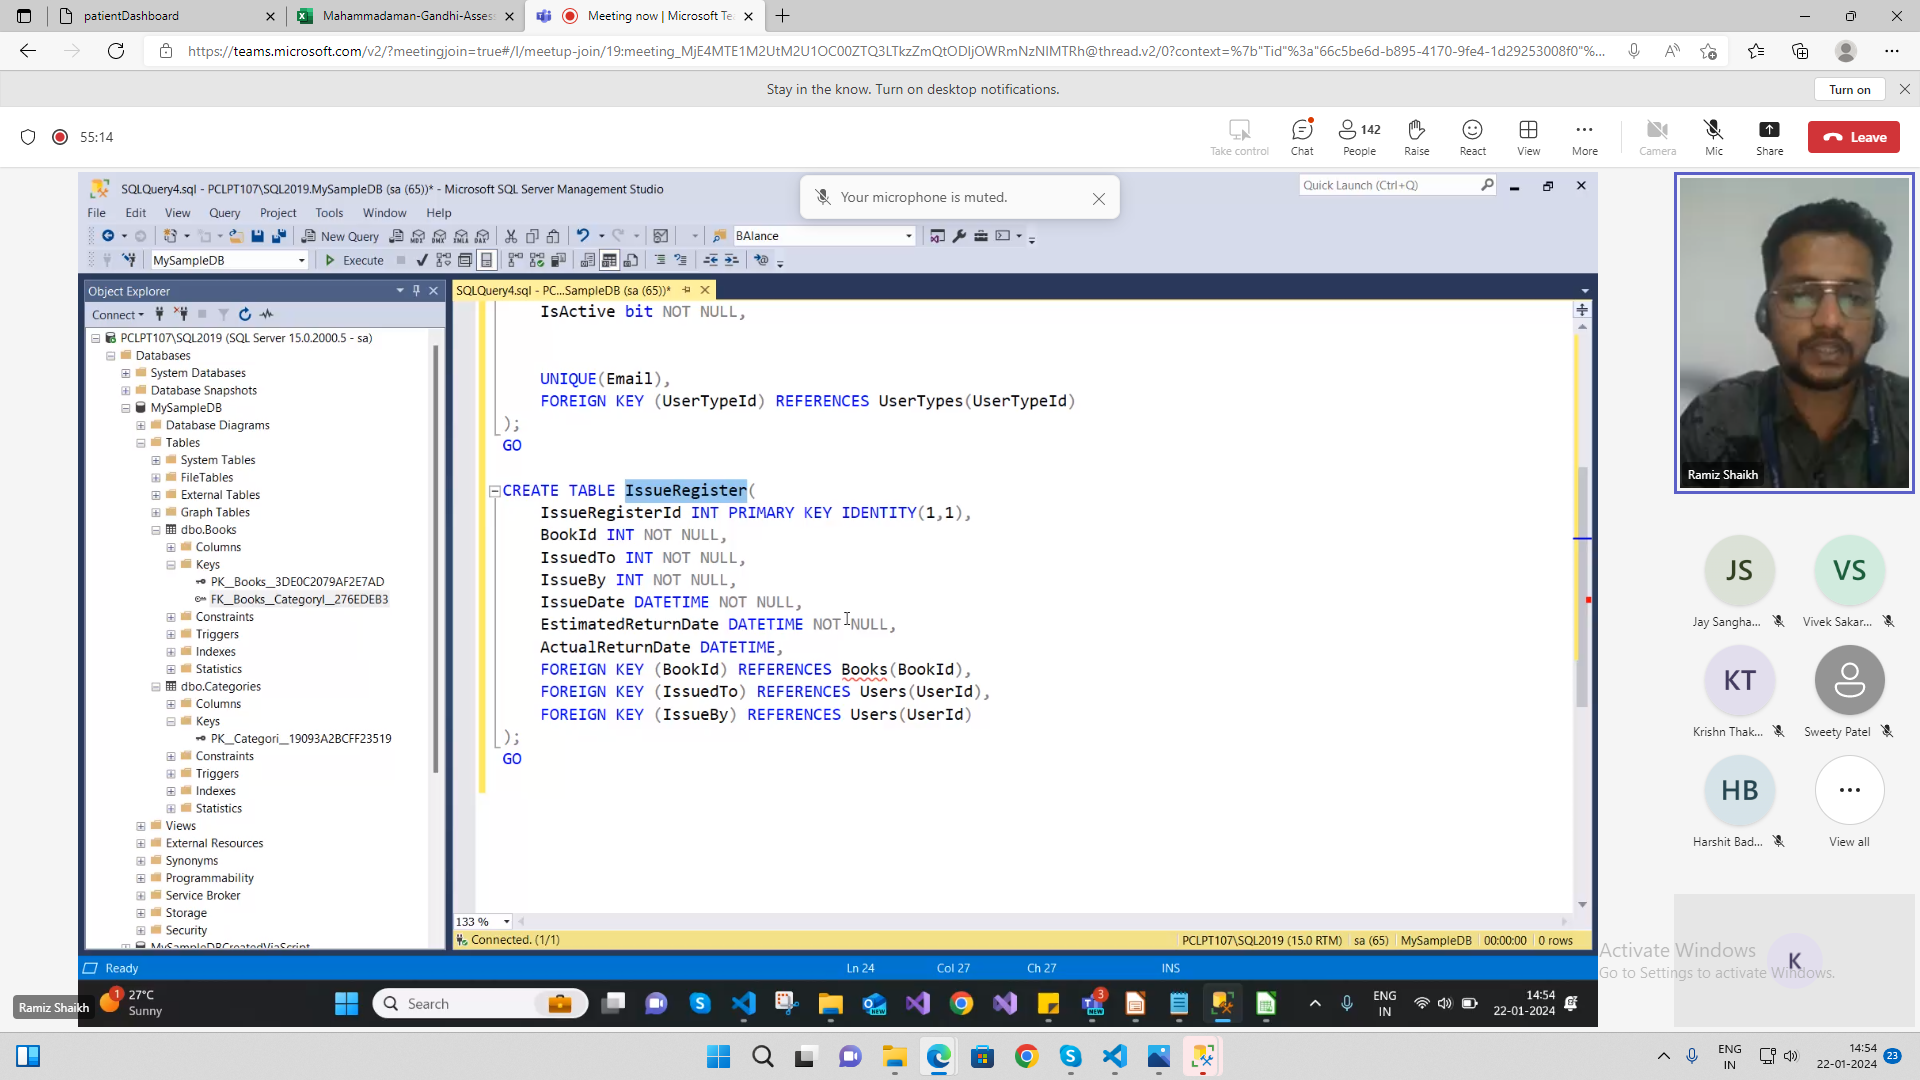 patientDashboard
Mahammadaman-Gandhi-Asses
Meeting now | Microsoft Te
https://teams.microsoft.com/v2/?meetingjoin=true#/l/meetup-join/19:meeting_MjE4MTE1M2UtM2U1OC00ZTQ3LTkzZmQtODljOWRmNzNlMTRh@thread.v2/0?context=%7b"Tid"%3a"66c5be6d-b895-4170-9fe4-1d29253008f0"%...
Stay in the know. Turn on desktop notifications.
Turn on
55:14
Take control
Chat
142
People
Raise
React
View
More
Camera
Mic
Share
Leave
SQLQuery4.sql - PCLPT107\SQL2019.MySampleDB (sa (65))* - Microsoft SQL Server Management Studio
Your microphone is muted.
Quick Launch (Ctrl+Q)
File Edit View Query Project Tools Window Help
New Query
BAlance
MySampleDB
Execute
Object Explorer
SQLQuery4.sql - PC...SampleDB (sa (65))*
Connect
PCLPT107\SQL2019 (SQL Server 15.0.2000.5 - sa)
Databases
System Databases
Database Snapshots
MySampleDB
Database Diagrams
Tables
System Tables
FileTables
External Tables
Graph Tables
dbo.Books
Columns
Keys
PK__Books__3DE0C2079AF2E7AD
FK__Books__CategoryI__276EDEB3
Constraints
Triggers
Indexes
Statistics
dbo.Categories
Columns
Keys
PK__Categori__19093A2BCFF23519
Constraints
Triggers
Indexes
Statistics
Views
External Resources
Synonyms
Programmability
Service Broker
Storage
Security
MySampleDBCreatedViaScript
IsActive bit NOT NULL,
UNIQUE(Email),
FOREIGN KEY (UserTypeId) REFERENCES UserTypes(UserTypeId)
);
GO
CREATE TABLE IssueRegister(
IssueRegisterId INT PRIMARY KEY IDENTITY(1,1),
BookId INT NOT NULL,
IssuedTo INT NOT NULL,
IssueBy INT NOT NULL,
IssueDate DATETIME NOT NULL,
EstimatedReturnDate DATETIME NOT NULL,
ActualReturnDate DATETIME,
FOREIGN KEY (BookId) REFERENCES Books(BookId),
FOREIGN KEY (IssuedTo) REFERENCES Users(UserId),
FOREIGN KEY (IssueBy) REFERENCES Users(UserId)
);
GO
133 %
Connected. (1/1)
PCLPT107\SQL2019 (15.0 RTM)
sa (65)
MySampleDB
00:00:00
0 rows
Ready
Ln 24
Col 27
Ch 27
INS
Ramiz Shaikh
1
27°C
Sunny
Search
NEW
3
NEW
ENG
IN
14:54
22-01-2024
Ramiz Shaikh
JS
VS
Jay Sangha...
Vivek Sakar...
KT
Krishn Thak...
Sweety Patel
HB
Harshit Bad...
View all
K
Activate Windows
Go to Settings to activate Windows.
ENG
IN
14:54
22-01-2024
23